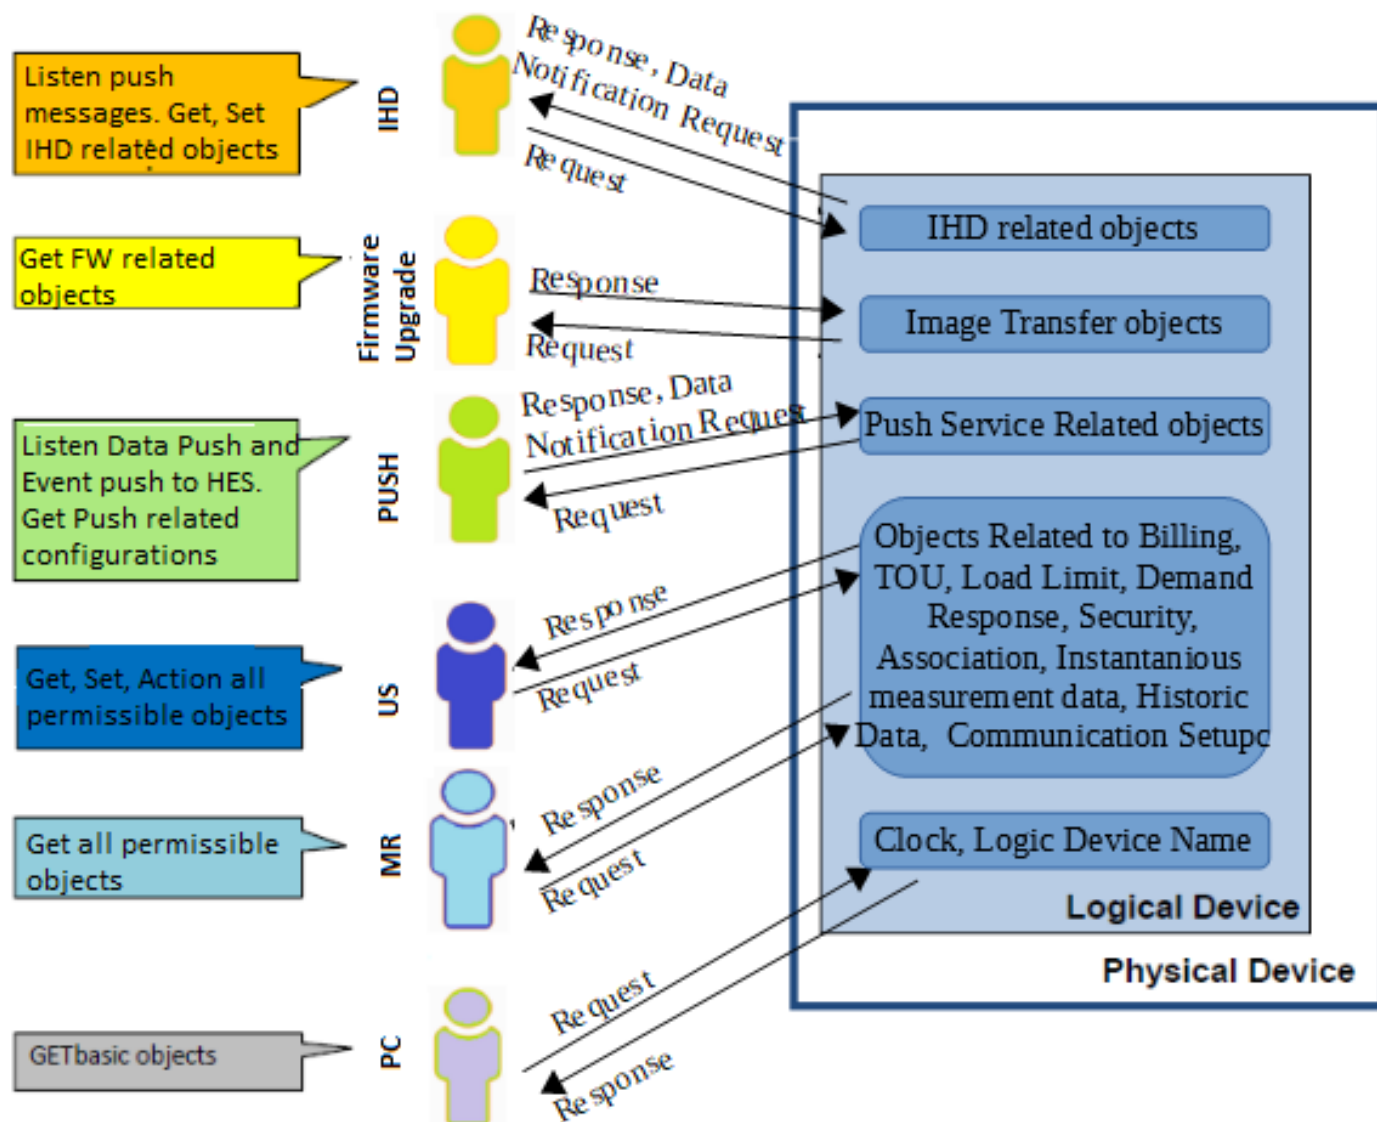 Listen push
messages. Get, Set
IHD related objects
IHD
Response, Data
Notification Request
Request
IHD related objects
Get FW related
objects
Firmware
Upgrade
Response
Request
Image Transfer objects
Listen Data Push and
Event push to HES.
Get Push related
configurations
PUSH
Response, Data
Notification Request
Request
Push Service Related objects
Get, Set, Action all
permissible objects
US
Response
Request
Objects Related to Billing,
TOU, Load Limit, Demand
Response, Security,
Association, Instantanious
measurement data, Historic
Data, Communication Setupc
Get all permissible
objects
MR
Response
Request
Clock, Logic Device Name
Logical Device
Physical Device
GETbasic objects
PC
Request
Response